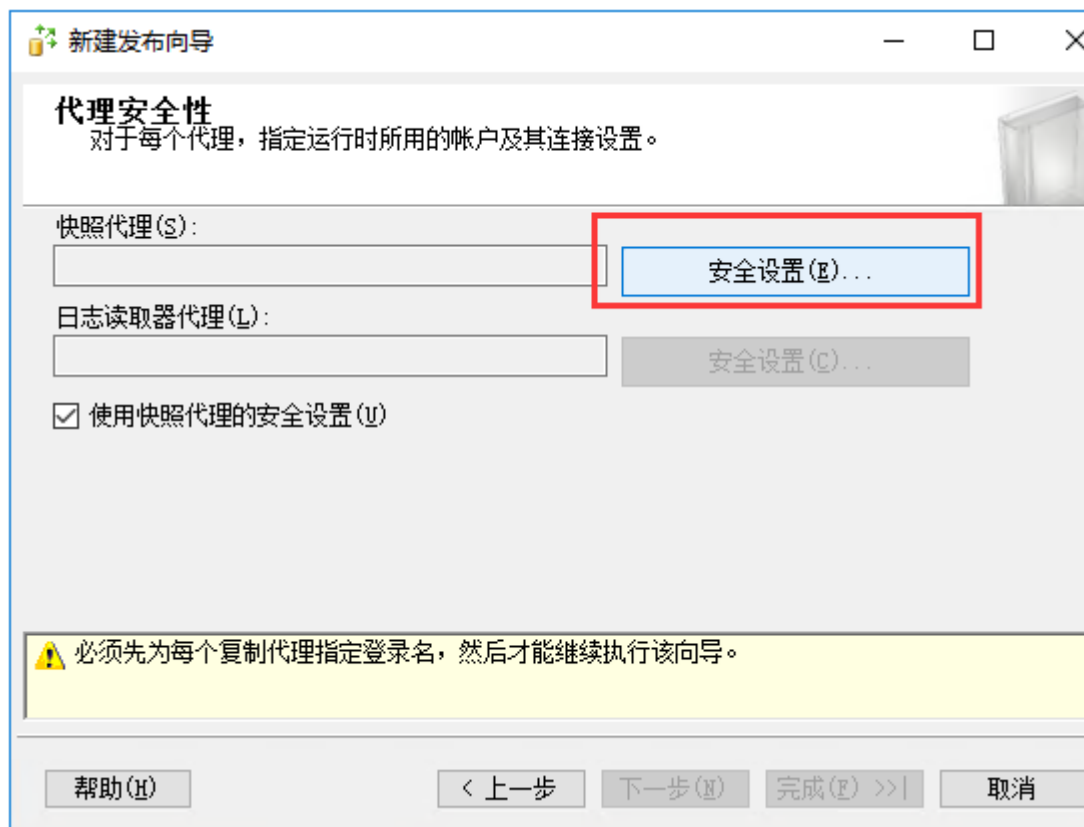 新建发布向导
代理安全性
对于每个代理，指定运行时所用的帐户及其连接设置。
快照代理(S):
安全设置(E)...
日志读取器代理(L):
安全设置(C)...
使用快照代理的安全设置(U)
必须先为每个复制代理指定登录名，然后才能继续执行该向导。
帮助(H)
< 上一步
下一步(N)
完成(F) >>|
取消